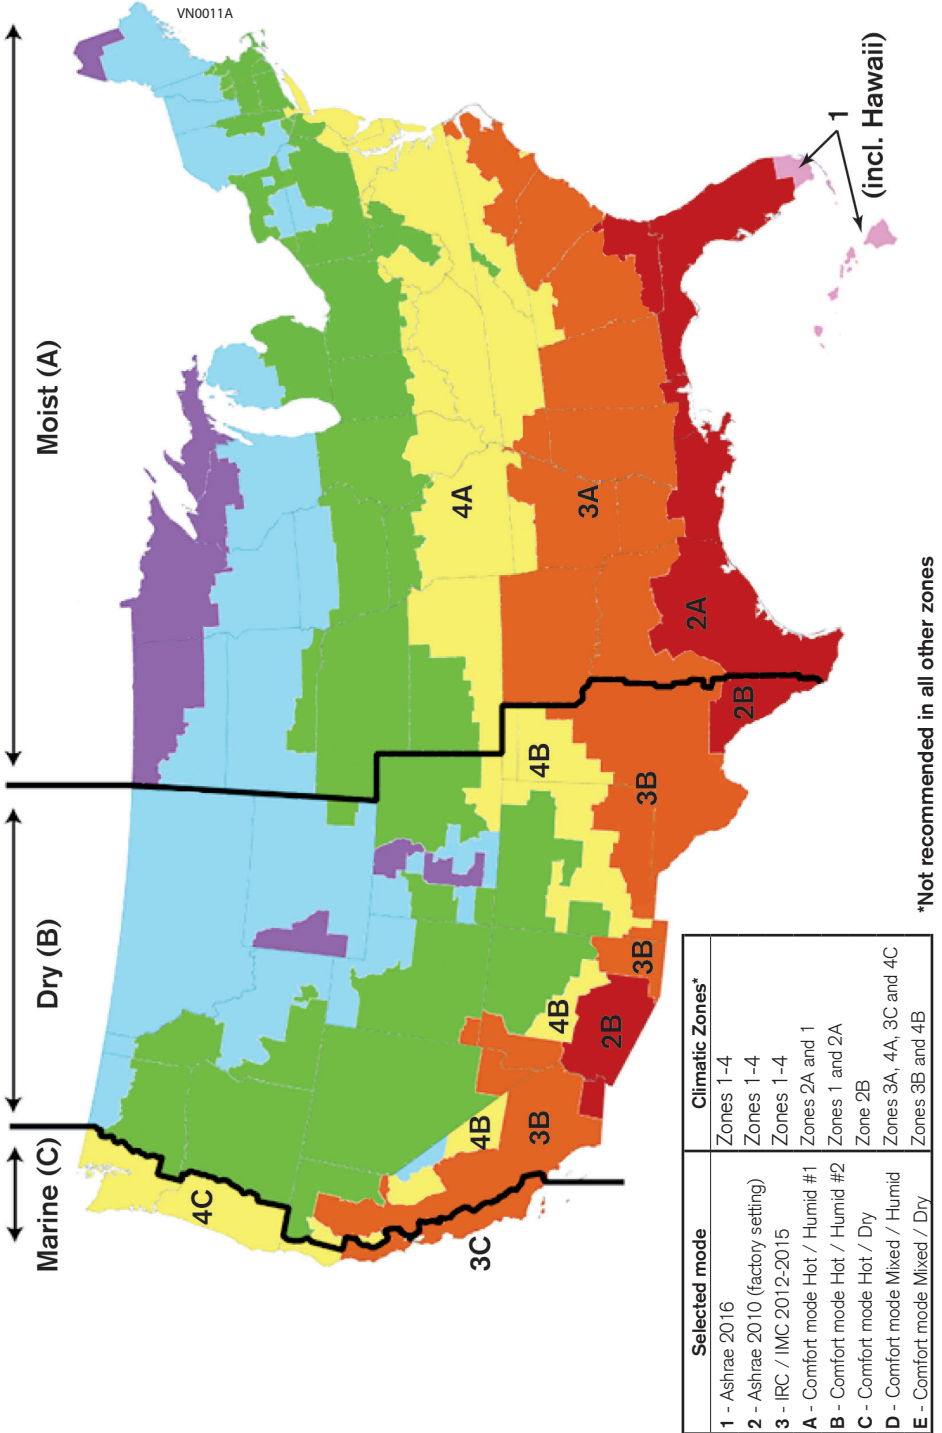 VN0011A
Marine (C)
Dry (B)
Moist (A)
4C
3C
4B
3B
4B
2B
3B
4B
3B
2B
2A
3A
4A
1
(incl. Hawaii)
Selected mode Climatic Zones*
1 - Ashrae 2016 Zones 1-4
2 - Ashrae 2010 (factory setting) Zones 1-4
3 - IRC / IMC 2012-2015 Zones 1-4
A - Comfort mode Hot / Humid #1 Zones 2A and 1
B - Comfort mode Hot / Humid #2 Zones 1 and 2A
C - Comfort mode Hot / Dry Zone 2B
D - Comfort mode Mixed / Humid Zones 3A, 4A, 3C and 4C
E - Comfort mode Mixed / Dry Zones 3B and 4B
*Not recommended in all other zones